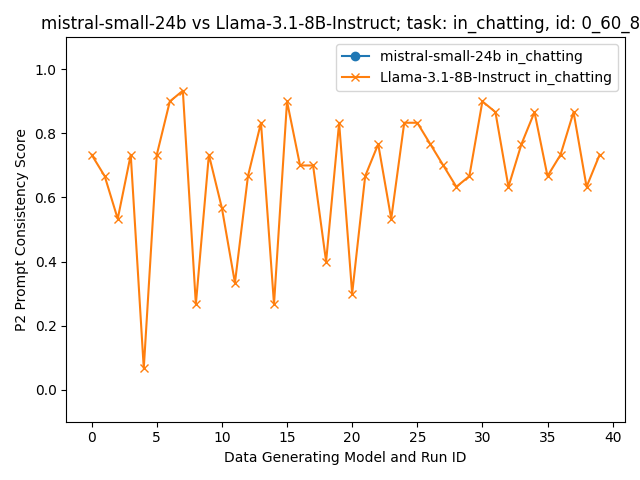 mistral-small-24b vs Llama-3.1-8B-Instruct; task: in_chatting, id: 0_60_8
mistral-small-24b in_chatting
Llama-3.1-8B-Instruct in_chatting
P2 Prompt Consistency Score
1.0
0.8
0.6
0.4
0.2
0.0
0 5 10 15 20 25 30 35 40
Data Generating Model and Run ID